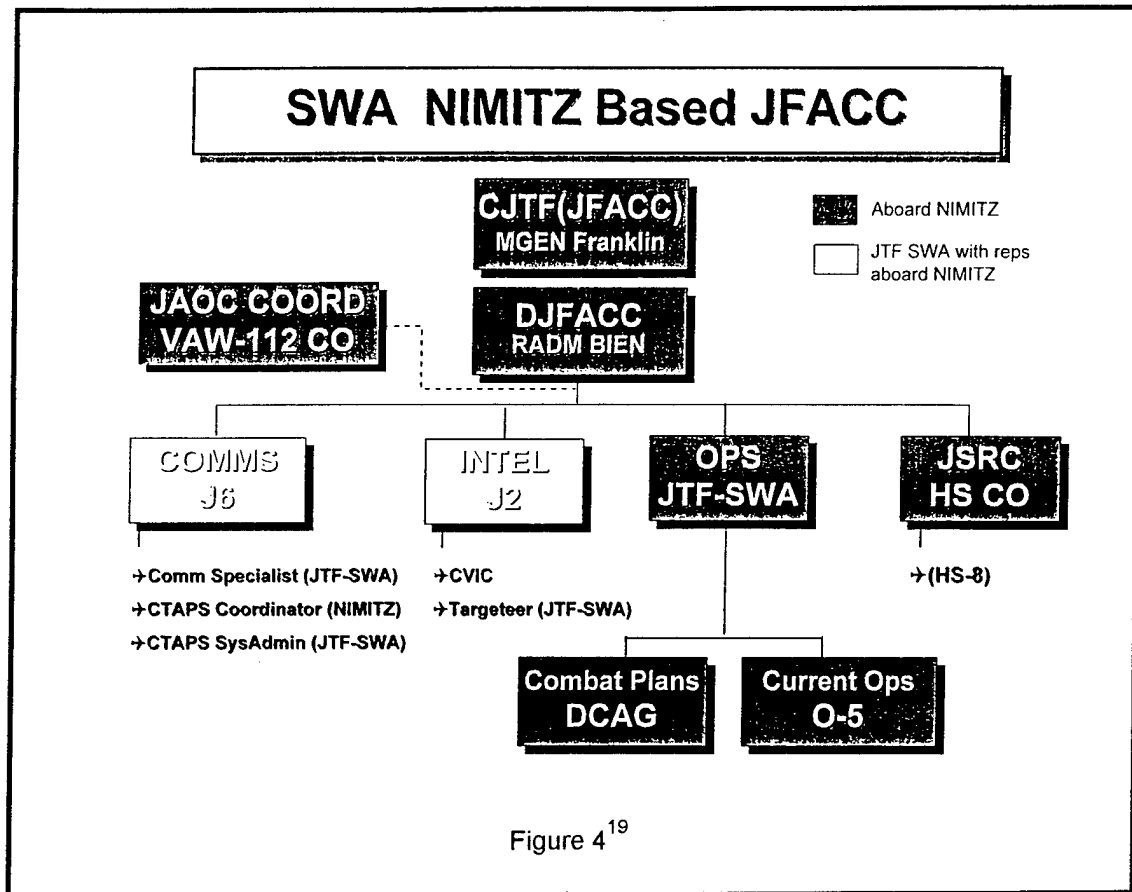 SWA NIMITZ Based JFACC
CJTF(JFACC)
MGEN Franklin
Aboard NIMITZ
JTF SWA with reps
aboard NIMITZ
JAOC COORD
VAW-112 CO
DJFACC
RADM BIEN
COMMS
J6
INTEL
J2
OPS
JTF-SWA
JSRC
HS CO
✈Comm Specialist (JTF-SWA)
✈CTAPS Coordinator (NIMITZ)
✈CTAPS SysAdmin (JTF-SWA)
✈CVIC
✈Targeteer (JTF-SWA)
✈(HS-8)
Combat Plans
DCAG
Current Ops
O-5
Figure 4¹⁹